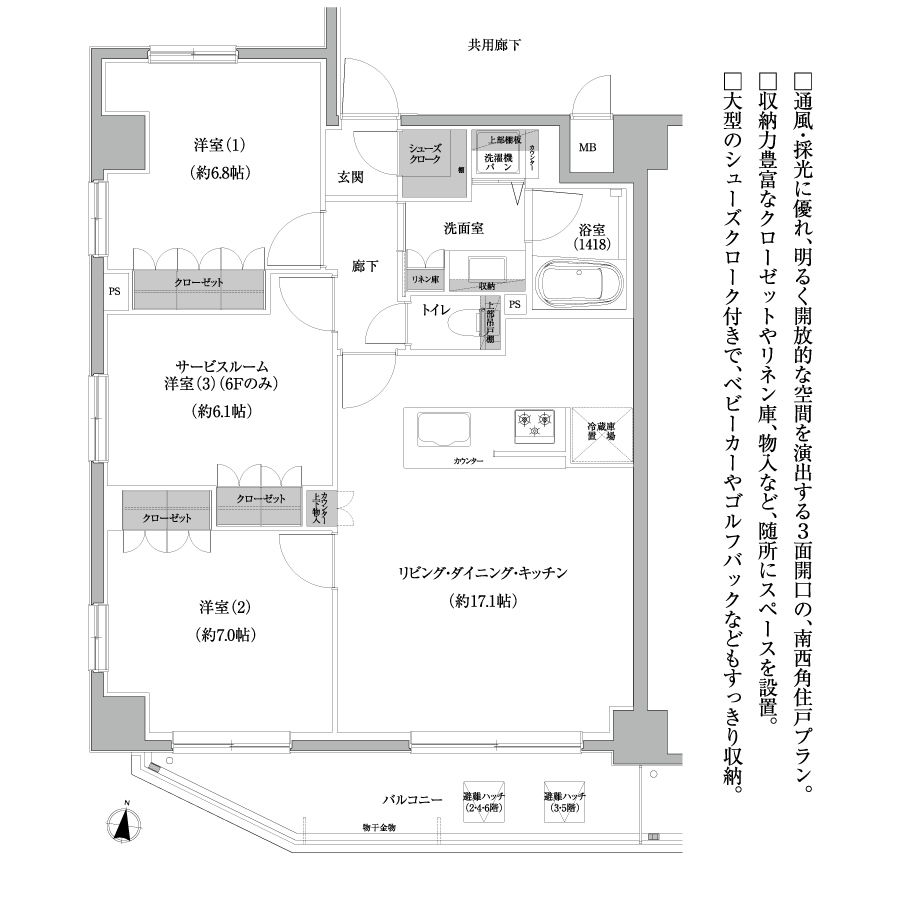 共用廊下
洋室(1)
(約6.8帖)
玄関
シューズ
クローク
棚
上部棚板
洗濯機
パン
カウンター
MB
洗面室
浴室
(1418)
廊下
リネン庫
収納
PS
クローゼット
トイレ
上部吊戸棚
PS
サービスルーム
洋室(3)(6Fのみ)
(約6.1帖)
冷蔵庫
置場
カウンター
クローゼット
クローゼット
カウンター
上下物入
リビング・ダイニング・キッチン
(約17.1帖)
洋室(2)
(約7.0帖)
バルコニー
避難ハッチ
(2・4・6階)
避難ハッチ
(3・5階)
物干金物
N
□通風・採光に優れ、明るく開放的な空間を演出する3面開口の、南西角住戸プラン。
□収納力豊富なクローゼットやリネン庫、物入など、随所にスペースを設置。
□大型のシューズクローク付きで、ベビーカーやゴルフバックなどもすっきり収納。